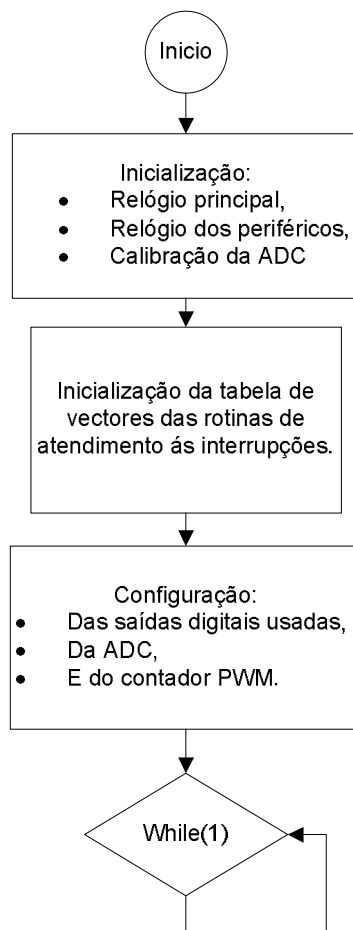 Inicio
Inicialização:
• Relógio principal,
• Relógio dos periféricos,
• Calibração da ADC
Inicialização da tabela de
vectores das rotinas de
atendimento ás interrupções.
Configuração:
• Das saídas digitais usadas,
• Da ADC,
• E do contador PWM.
While(1)